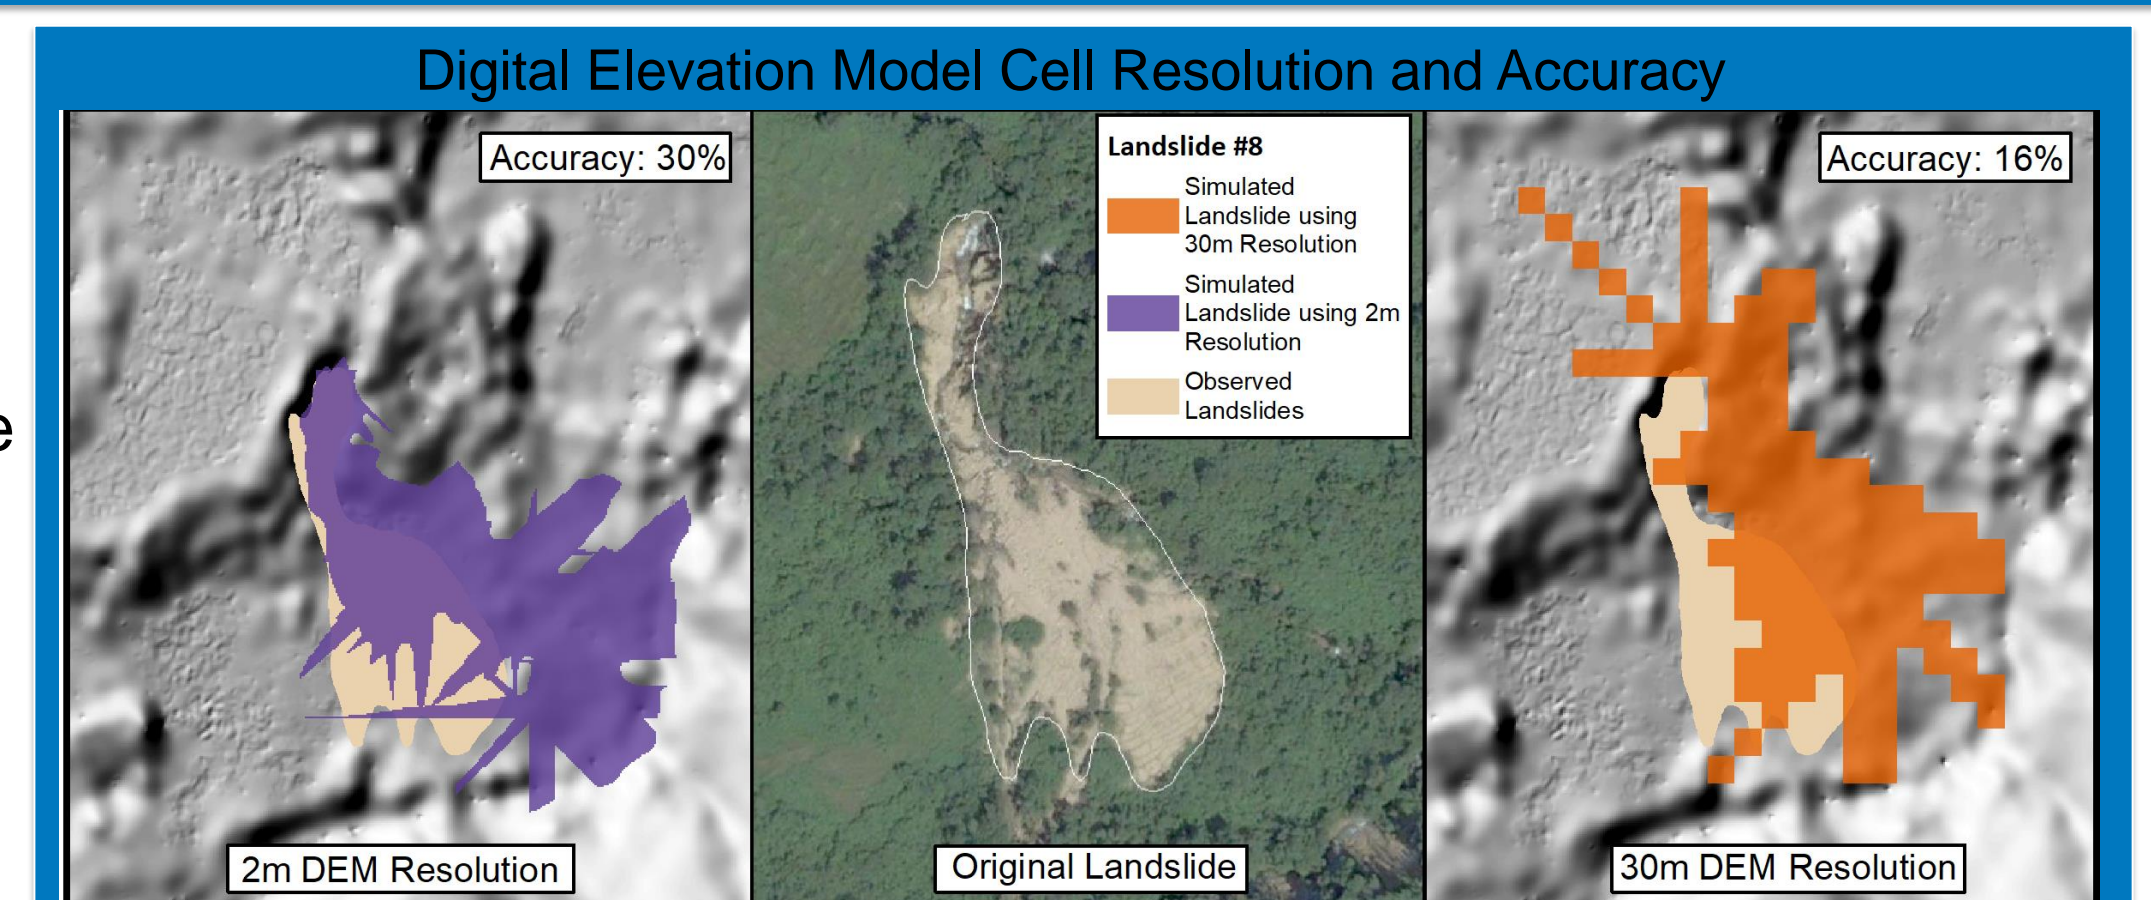 Digital Elevation Model Cell Resolution and Accuracy
e
Accuracy: 30%
2m DEM Resolution
Landslide #8
Simulated
Landslide using
30m Resolution
Simulated
Landslide using 2m
Resolution
Observed
Landslides
Original Landslide
Accuracy: 16%
30m DEM Resolution